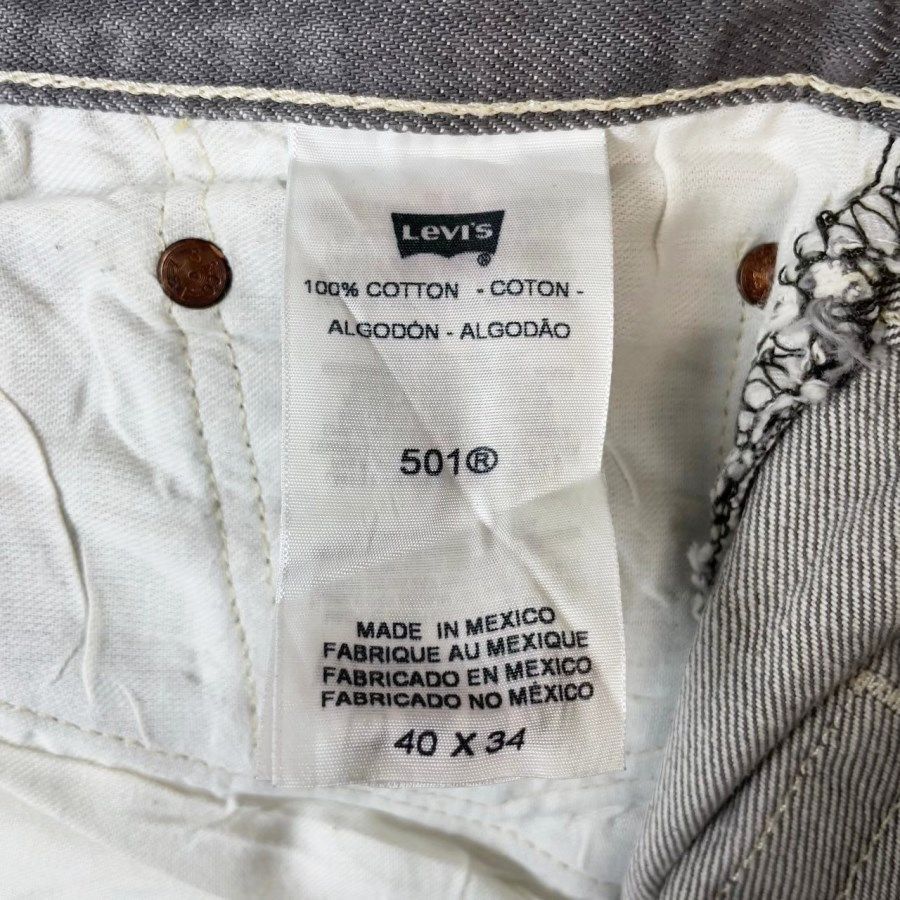 Levi's®
100% COTTON - COTON -
ALGODÓN - ALGODÃO
501®
MADE IN MEXICO
FABRIQUE AU MEXIQUE
FABRICADO EN MEXICO
FABRICADO NO MÉXICO
40 X 34